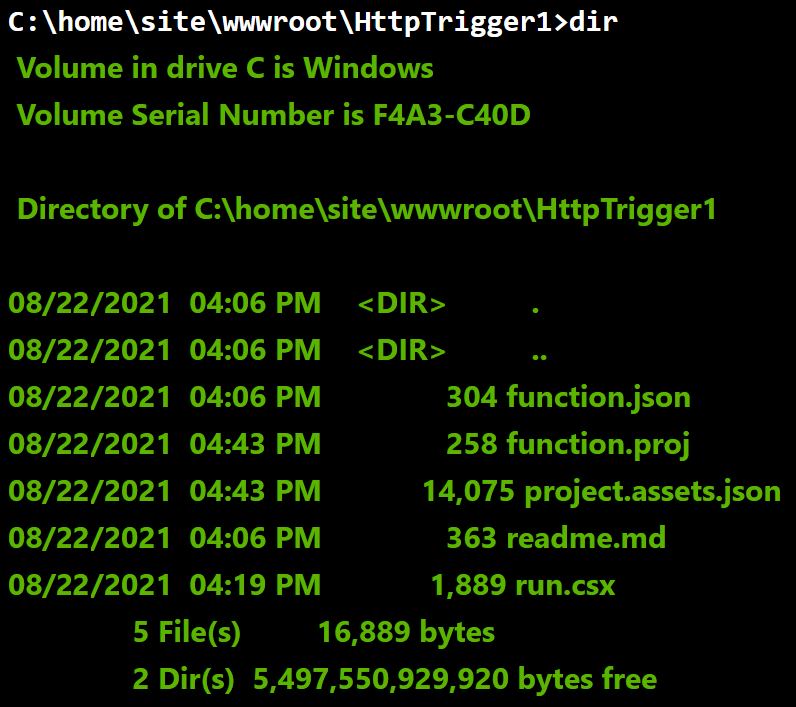 C:\home\site\wwwroot\HttpTrigger1>dir
Volume in drive C is Windows
Volume Serial Number is F4A3-C40D
Directory of C:\home\site\wwwroot\HttpTrigger1
08/22/2021 04:06 PM <DIR> .
08/22/2021 04:06 PM <DIR> ..
08/22/2021 04:06 PM 304 function.json
08/22/2021 04:43 PM 258 function.proj
08/22/2021 04:43 PM 14,075 project.assets.json
08/22/2021 04:06 PM 363 readme.md
08/22/2021 04:19 PM 1,889 run.csx
5 File(s) 16,889 bytes
2 Dir(s) 5,497,550,929,920 bytes free